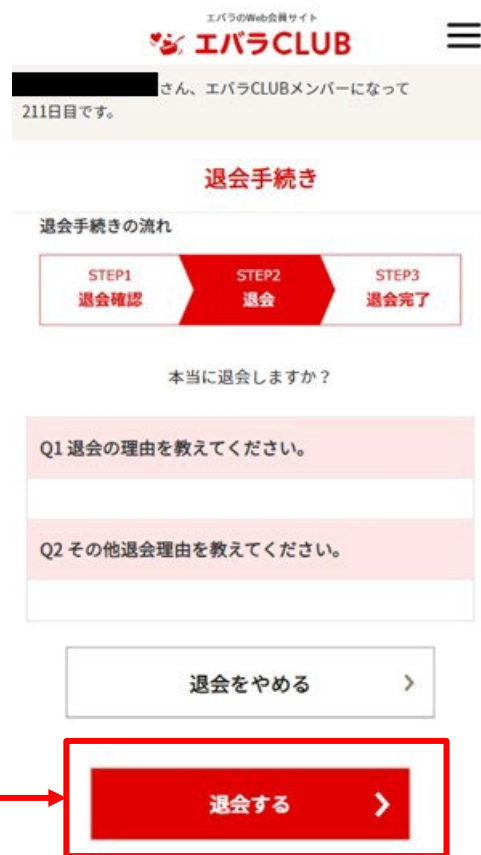 エバラのWeb会員サイト
エバラCLUB
さん、エバラCLUBメンバーになって
211日目です。
退会手続き
退会手続きの流れ
STEP1
退会確認
STEP2
退会
STEP3
退会完了
本当に退会しますか？
Q1 退会の理由を教えてください。
Q2 その他退会理由を教えてください。
退会をやめる
退会する